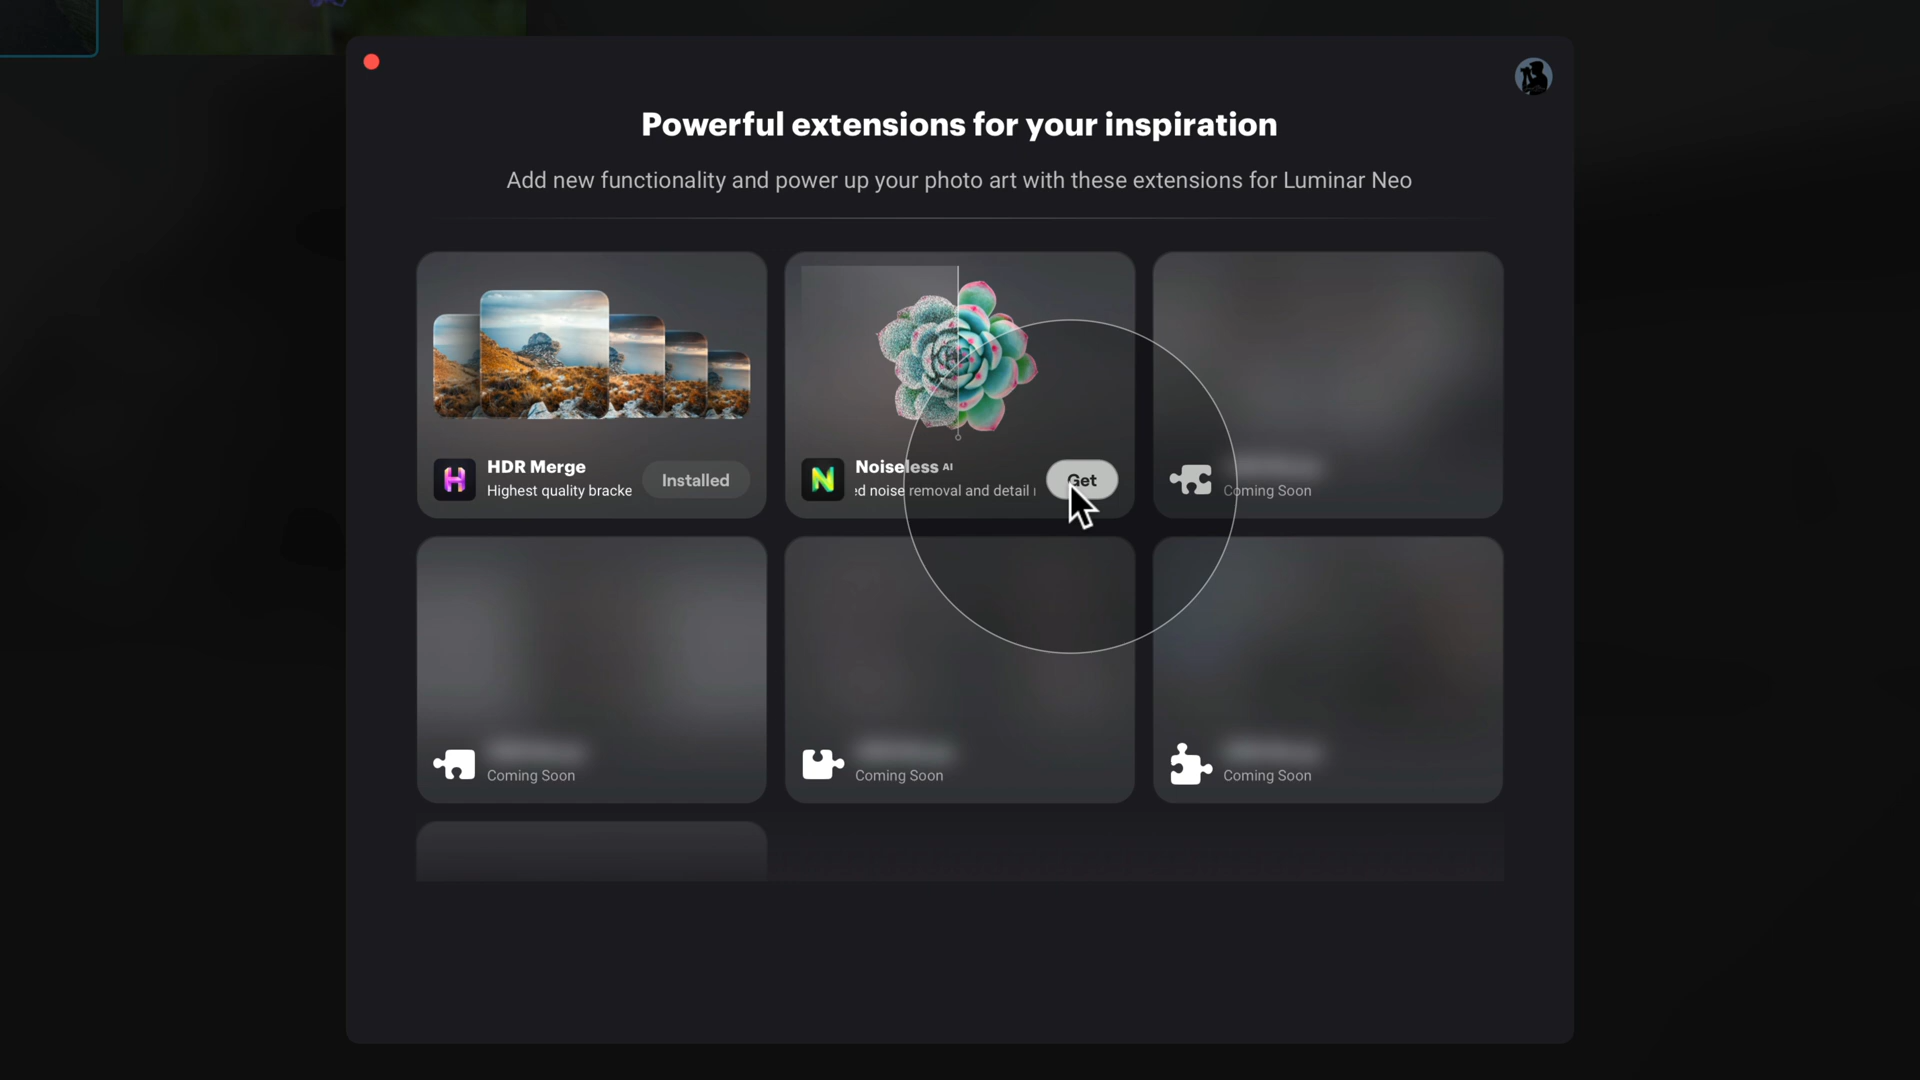 Powerful extensions for your inspiration
Add new functionality and power up your photo art with these extensions for Luminar Neo
HDR Merge
Highest quality bracke
Installed
Noiseless AI
ed noise removal and detail
Get
Coming Soon
Coming Soon
Coming Soon
Coming Soon